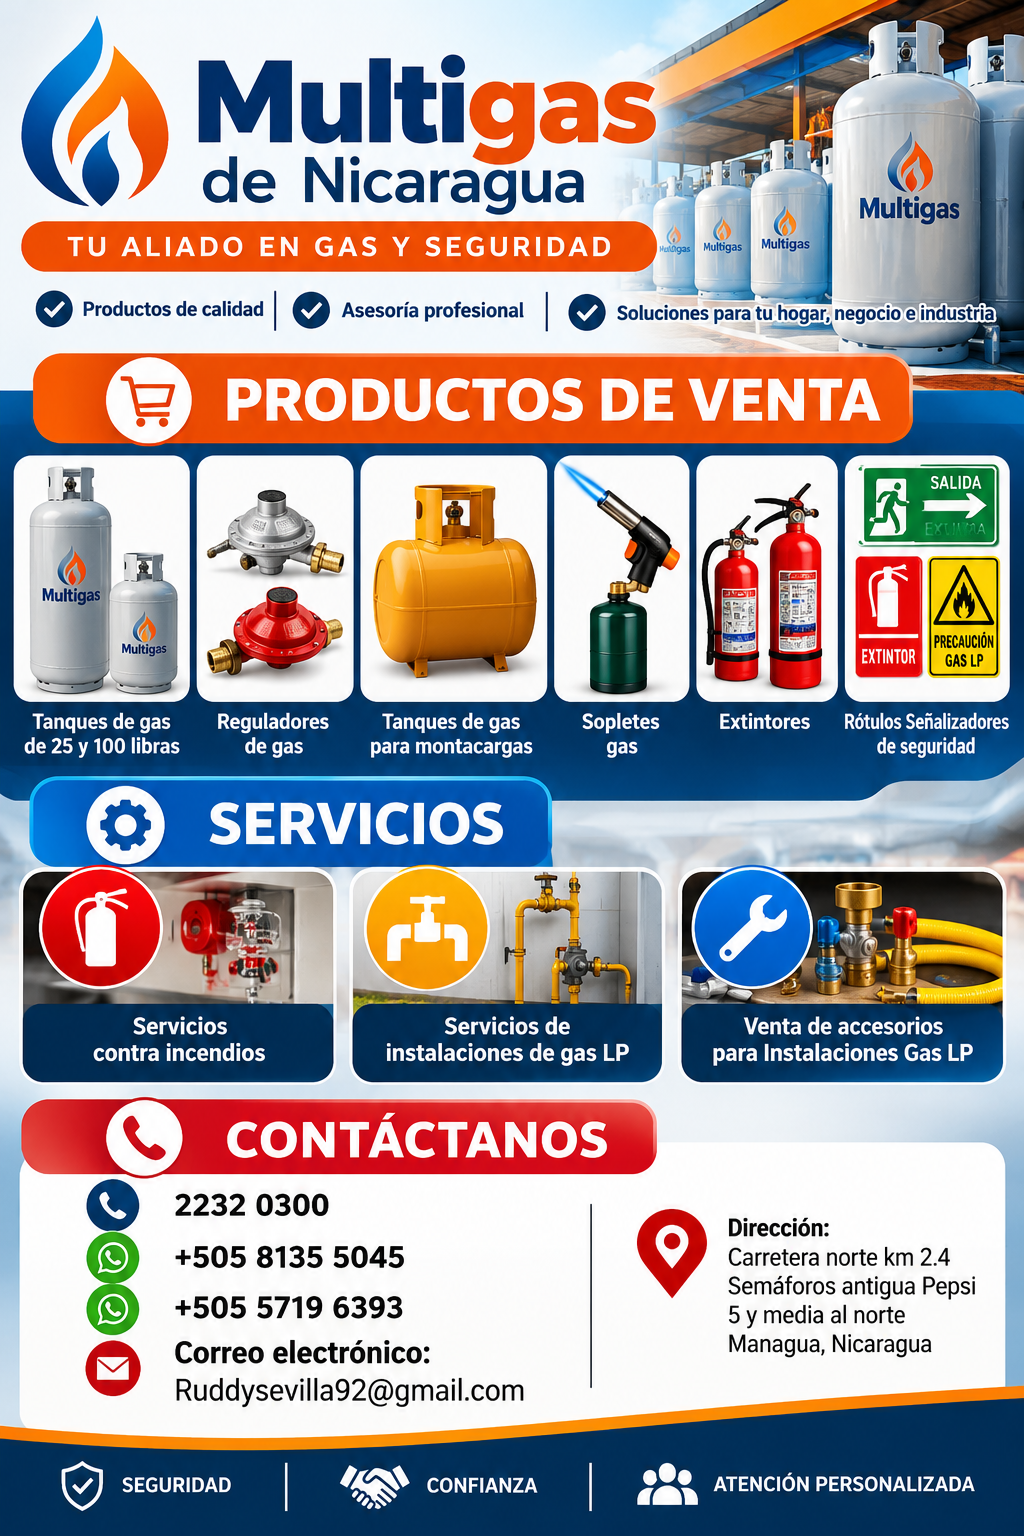 Multigas
de Nicaragua
TU ALIADO EN GAS Y SEGURIDAD
Productos de calidad
Asesoría profesional
Soluciones para tu hogar, negocio e industria
Multigas
Multigas
Multigas
Multigas
PRODUCTOS DE VENTA
Multigas
Multigas
SALIDA
EXTINTOR
PRECAUCIÓN
GAS LP
Tanques de gas
de 25 y 100 libras
Reguladores
de gas
Tanques de gas
para montacargas
Sopletes
gas
Extintores
Rótulos Señalizadores
de seguridad
SERVICIOS
Servicios
contra incendios
Servicios de
instalaciones de gas LP
Venta de accesorios
para Instalaciones Gas LP
CONTÁCTANOS
2232 0300
+505 8135 5045
+505 5719 6393
Correo electrónico:
Ruddysevilla92@gmail.com
Dirección:
Carretera norte km 2.4
Semáforos antigua Pepsi
5 y media al norte
Managua, Nicaragua
SEGURIDAD
CONFIANZA
ATENCIÓN PERSONALIZADA